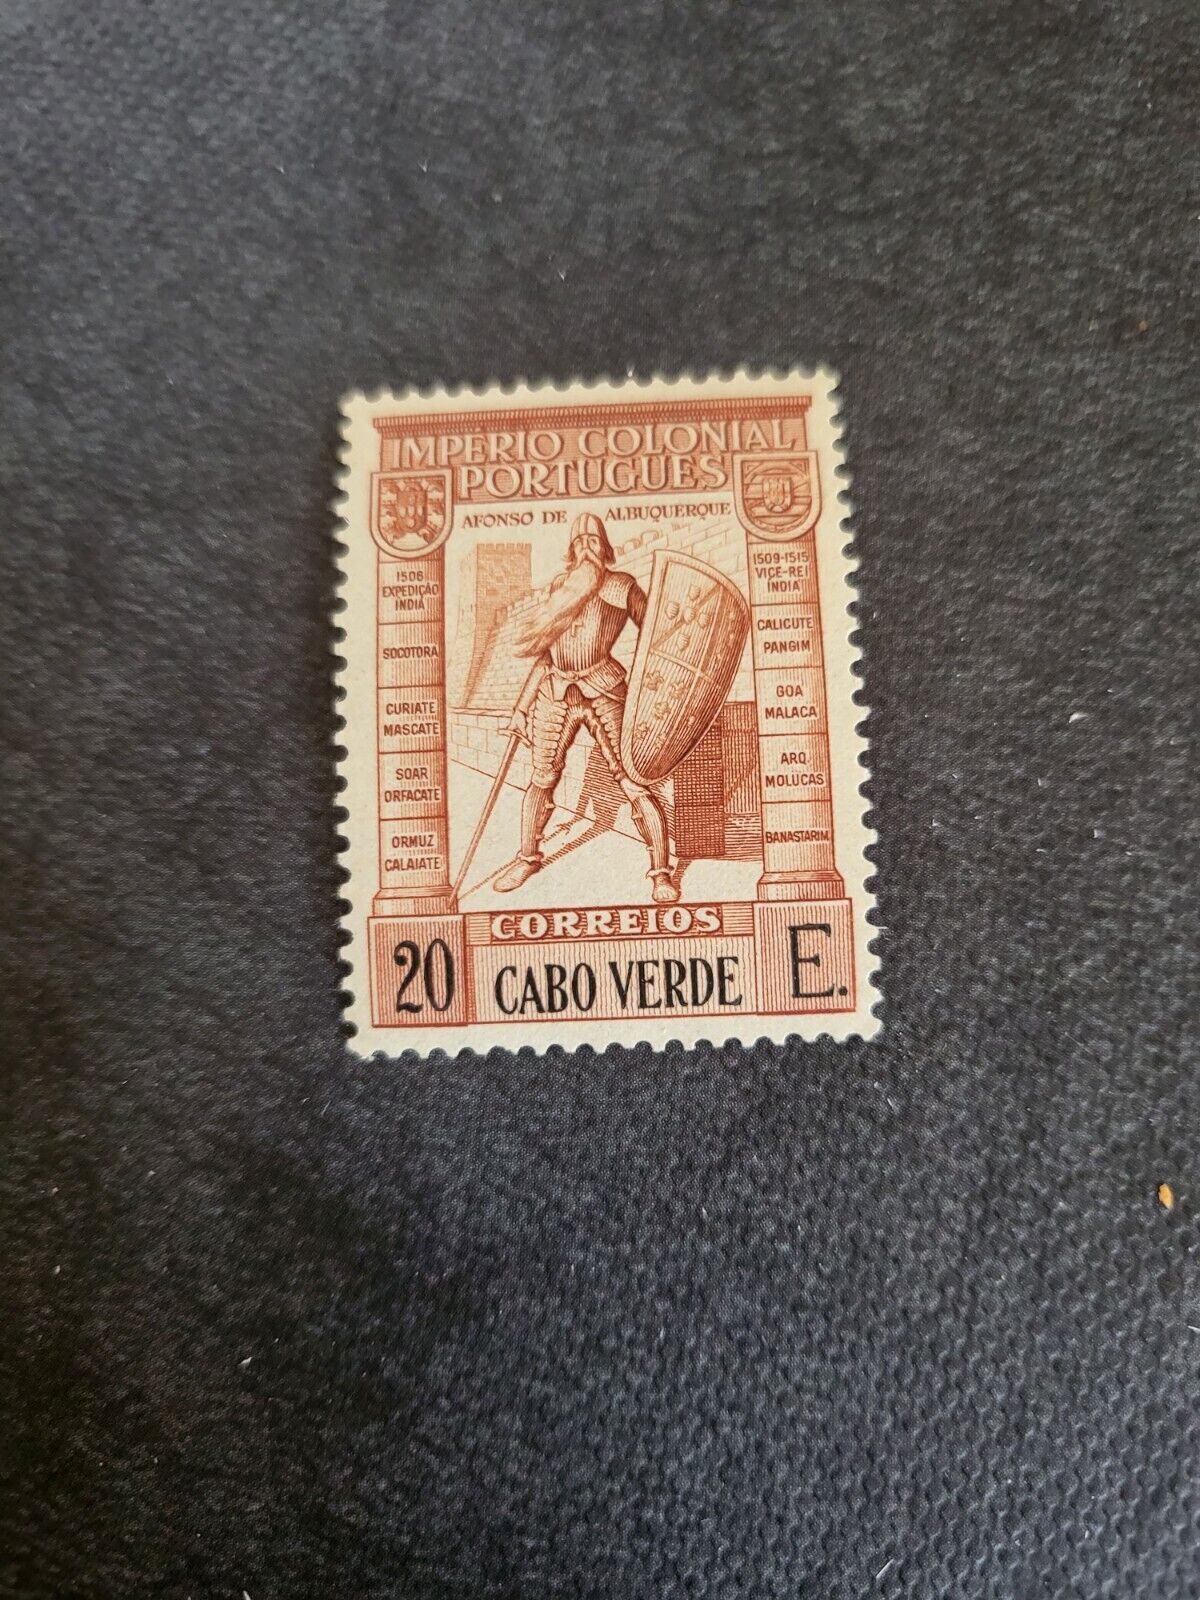 IMPERIO COLONIAL
PORTUGUES
AFONSO DE ALBUQUERQUE
1506
EXPEDIÇÃO
INDIA
SOCOTORA
CURIATE
MASCATE
SOAR
ORFACATE
ORMUZ
CALAIATE
1509-1515
VICE-REI
INDIA
CALICUTE
PANGIM
GOA
MALACA
ARQ.
MOLUCAS
BANASTARIM
CORREIOS
20 CABO VERDE E.